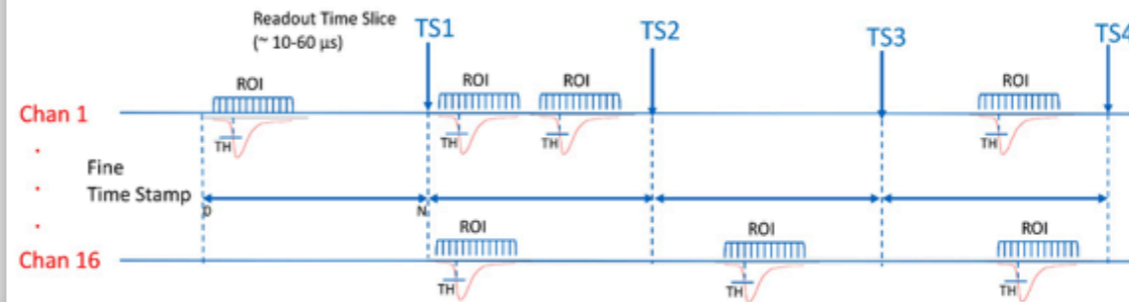 Readout Time Slice
(~ 10-60 µs)
TS1
TS2
TS3
TS4
ROI
ROI
ROI
ROI
Chan 1
TH
TH
TH
TH
Fine
Time Stamp
0
N
ROI
ROI
ROI
Chan 16
TH
TH
TH